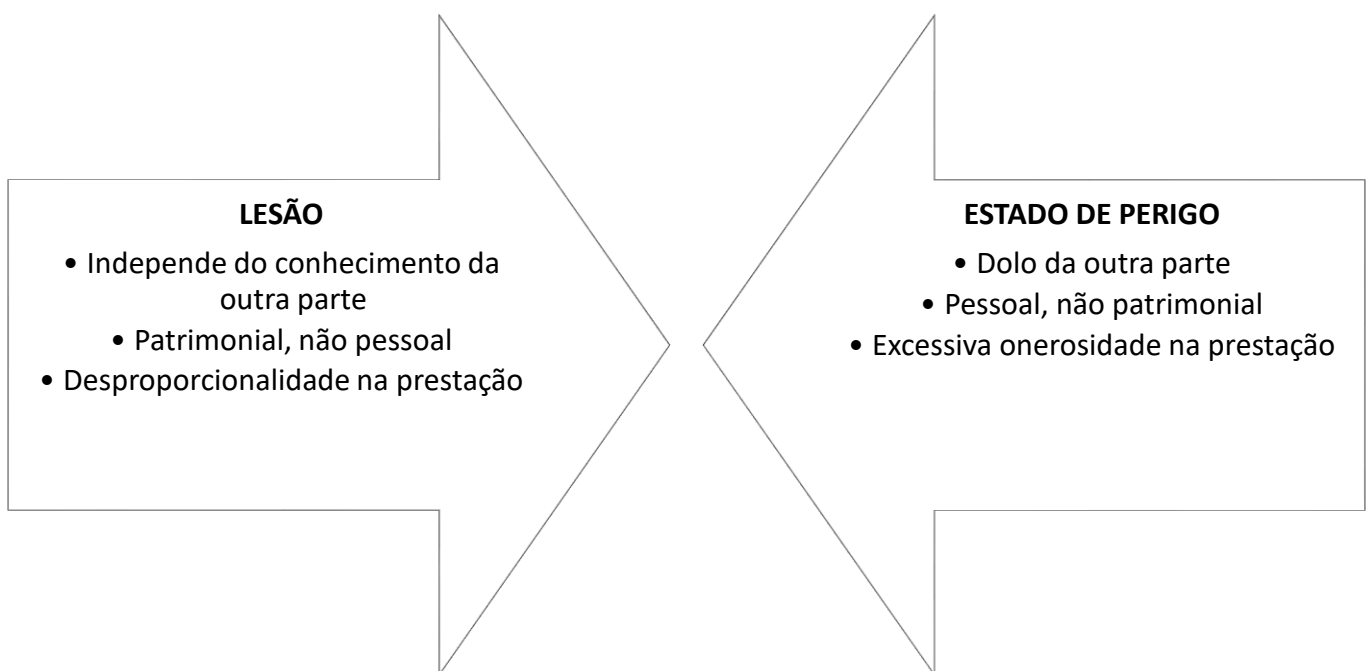 LESÃO
• Independe do conhecimento da
outra parte
• Patrimonial, não pessoal
• Desproporcionalidade na prestação
ESTADO DE PERIGO
• Dolo da outra parte
• Pessoal, não patrimonial
• Excessiva onerosidade na prestação